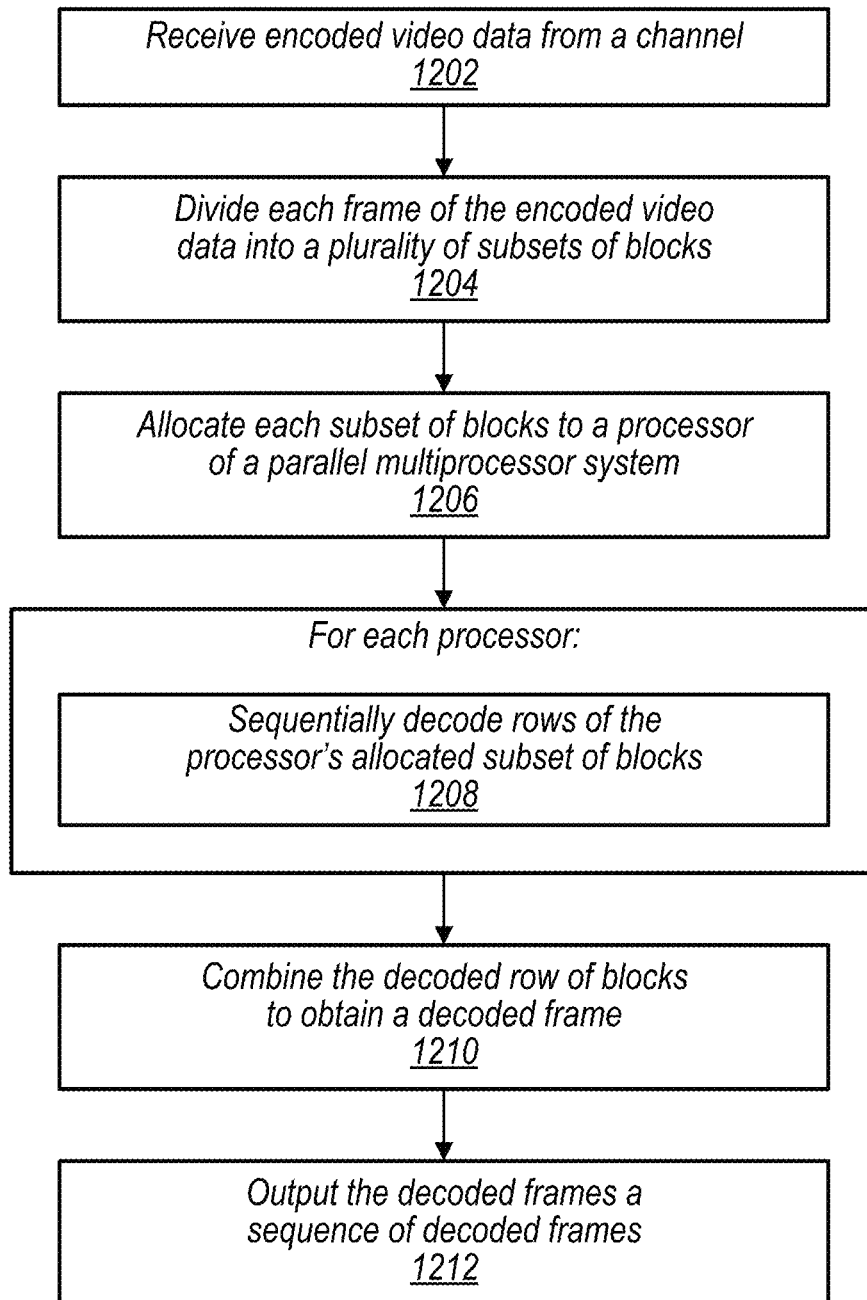 Receive encoded video data from a channel
1202
Divide each frame of the encoded video
data into a plurality of subsets of blocks
1204
Allocate each subset of blocks to a processor
of a parallel multiprocessor system
1206
For each processor:
Sequentially decode rows of the
processor's allocated subset of blocks
1208
Combine the decoded row of blocks
to obtain a decoded frame
1210
Output the decoded frames a
sequence of decoded frames
1212